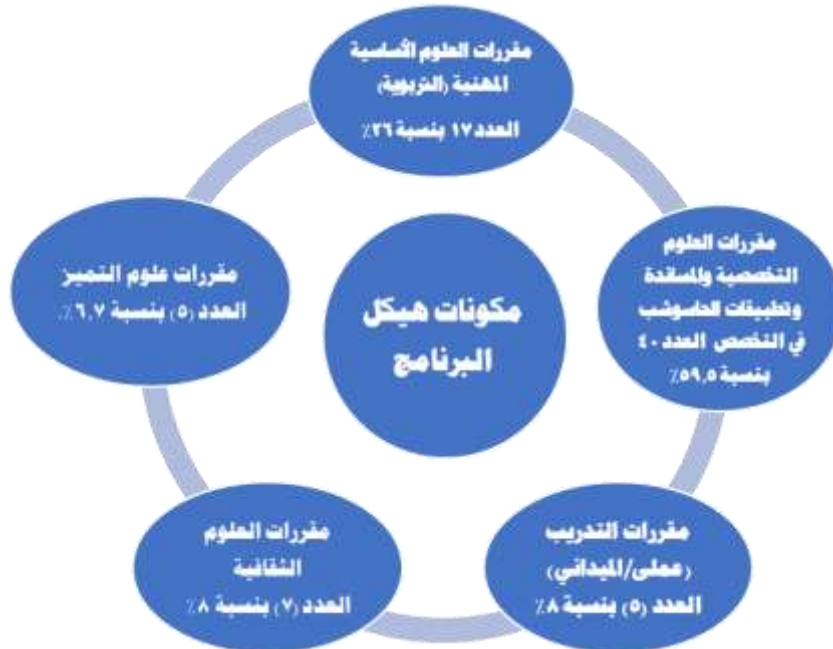 مقررات العلوم الأساسية
المهنية (التربوية)
العدد ١٧ بنسبة ٢٦٪
مقررات العلوم
التخصصية والمساندة
وتطبيقات الحاسوشب
في التخصص العدد ٤٠
بنسبة ٥٩,٥٪
مقررات التدريب
(عملى/الميداني)
العدد (٥) بنسبة ٨٪
مقررات العلوم
الثقافية
العدد (٧) بنسبة ٨٪
مقررات علوم التميز
العدد (٥) بنسبة ٦,٧٪.
مكونات هيكل
البرنامج